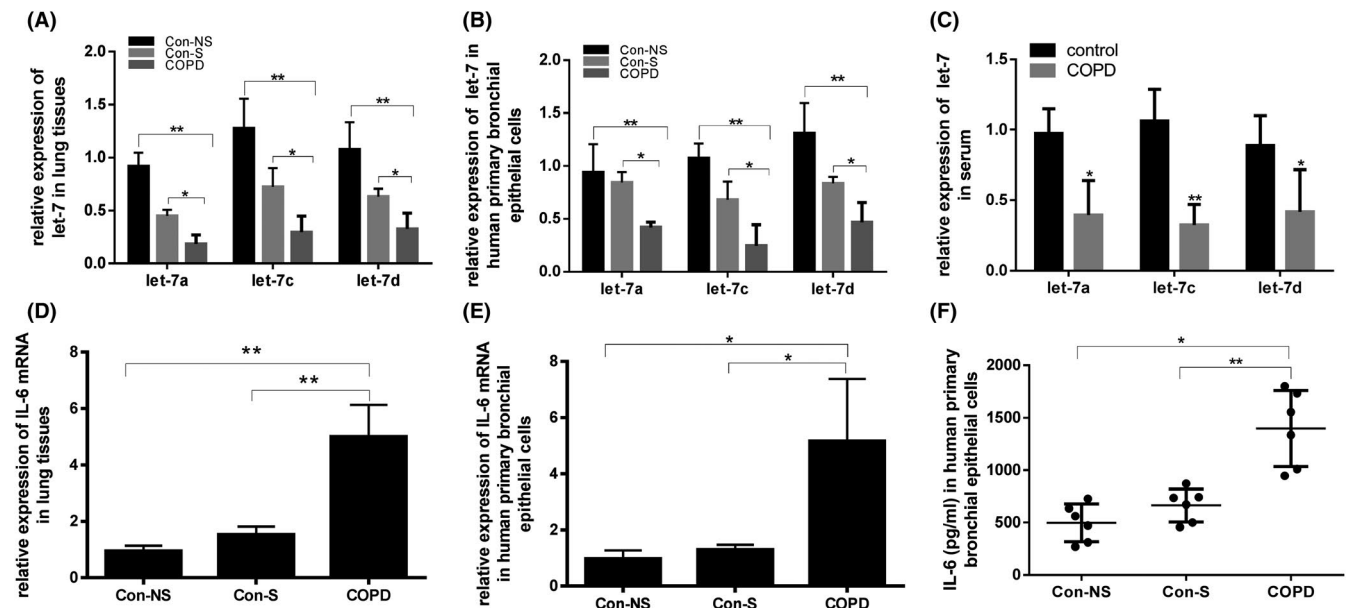 (A)
relative expression of
let-7 in lung tissues
Con-NS
Con-S
COPD
2.0
1.5
1.0
0.5
0.0
**
*
**
*
**
*
let-7a
let-7c
let-7d
(B)
relative expression of let-7 in
human primary bronchial
epithelial cells
Con-NS
Con-S
COPD
2.0
1.5
1.0
0.5
0.0
**
*
**
*
**
*
let-7a
let-7c
let-7d
(C)
relative expression of let-7
in serum
control
COPD
1.5
1.0
0.5
0.0
*
**
*
let-7a
let-7c
let-7d
(D)
relative expression of IL-6 mRNA
in lung tissues
8
6
4
2
0
**
**
Con-NS
Con-S
COPD
(E)
relative expression of IL-6 mRNA
in human primary bronchial
epithelial cells
8
6
4
2
0
*
*
Con-NS
Con-S
COPD
(F)
IL-6 (pg/ml) in human primary
bronchial epithelial cells
2000
1500
1000
500
0
*
**
Con-NS
Con-S
COPD